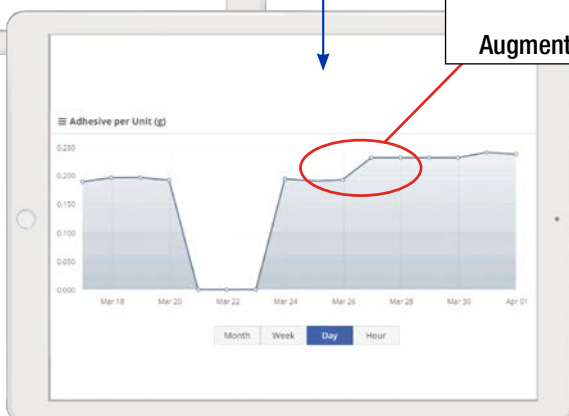 Augment
≡ Adhesive per Unit (g)
0.250
0.200
0.150
0.100
0.050
0.000
Mar 18 Mar 20 Mar 22 Mar 24 Mar 26 Mar 28 Mar 30 Apr 01
Month Week Day Hour